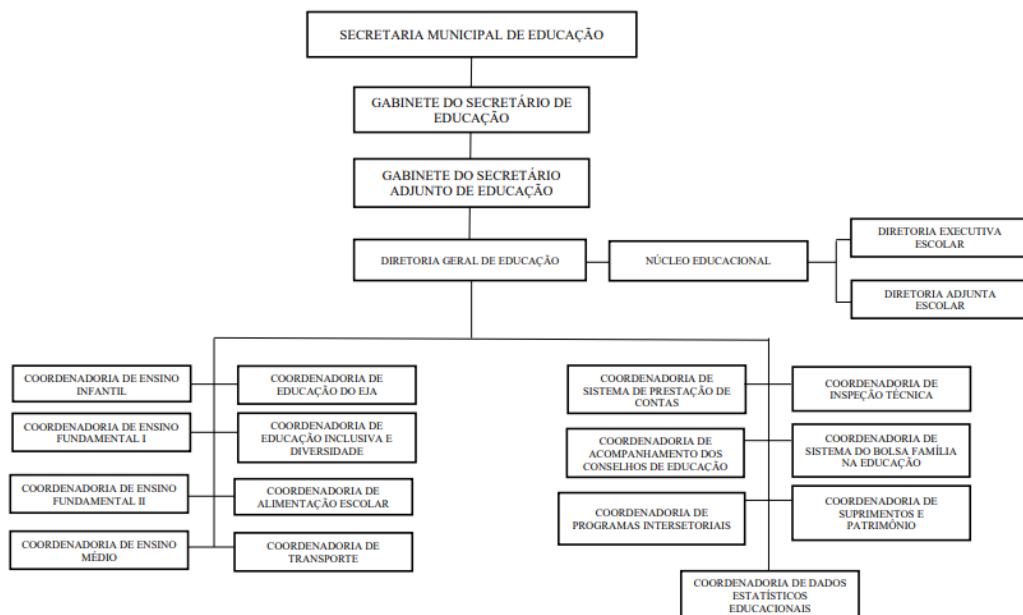 SECRETARIA MUNICIPAL DE EDUCAÇÃO
GABINETE DO SECRETÁRIO DE
EDUCAÇÃO
GABINETE DO SECRETÁRIO
ADJUNTO DE EDUCAÇÃO
DIRETORIA GERAL DE EDUCAÇÃO
NÚCLEO EDUCACIONAL
DIRETORIA EXECUTIVA
ESCOLAR
DIRETORIA ADJUNTA
ESCOLAR
COORDENADORIA DE ENSINO
INFANTIL
COORDENADORIA DE
EDUCAÇÃO DO EJA
COORDENADORIA DE ENSINO
FUNDAMENTAL I
COORDENADORIA DE
EDUCAÇÃO INCLUSIVA E
DIVERSIDADE
COORDENADORIA DE ENSINO
FUNDAMENTAL II
COORDENADORIA DE
ALIMENTAÇÃO ESCOLAR
COORDENADORIA DE ENSINO
MÉDIO
COORDENADORIA DE
TRANSPORTE
COORDENADORIA DE
SISTEMA DE PRESTAÇÃO DE
CONTAS
COORDENADORIA DE
INSPEÇÃO TÉCNICA
COORDENADORIA DE
ACOMPANHAMENTO DOS
CONSELHOS DE EDUCAÇÃO
COORDENADORIA DE
SISTEMA DO BOLSA FAMÍLIA
NA EDUCAÇÃO
COORDENADORIA DE
PROGRAMAS INTERSETORIAIS
COORDENADORIA DE
SUPRIMENTOS E
PATRIMÔNIO
COORDENADORIA DE DADOS
ESTATÍSTICOS
EDUCACIONAIS